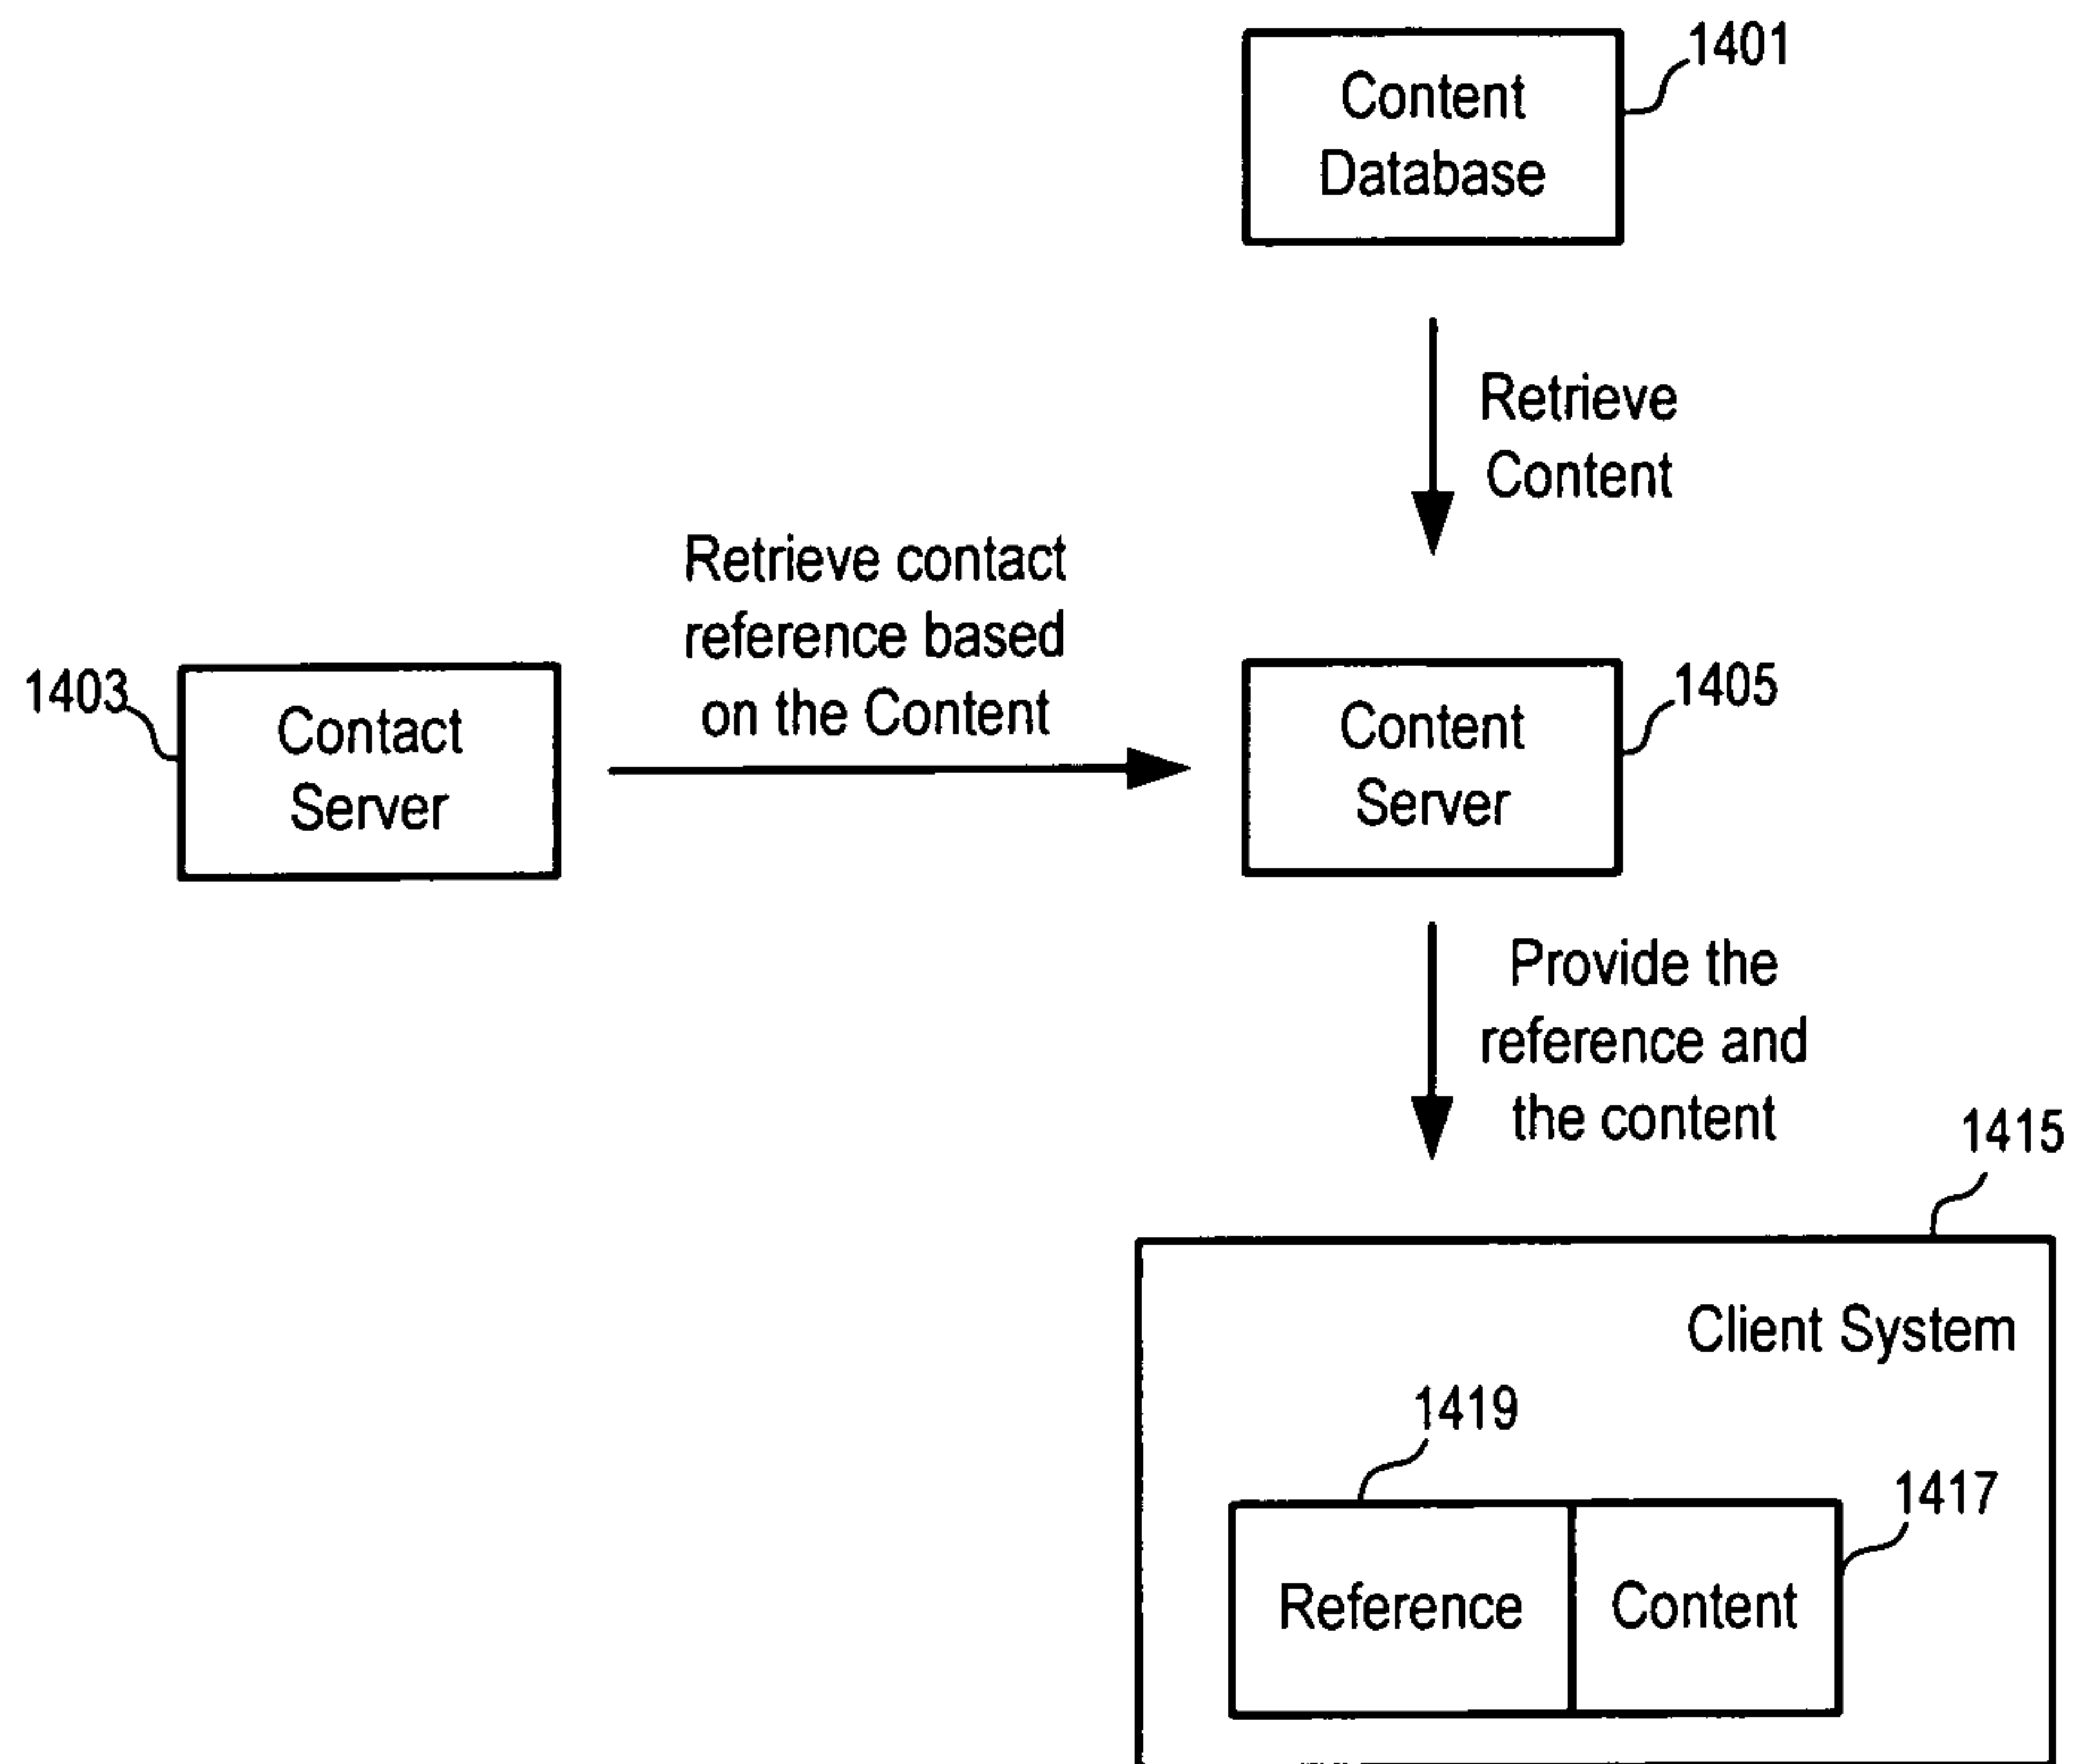 1401
Content
Database
Retrieve
Content
Retrieve contact
reference based
on the Content
1403
Contact
Server
1405
Content
Server
Provide the
reference and
the content
1415
Client System
1419
1417
Reference
Content